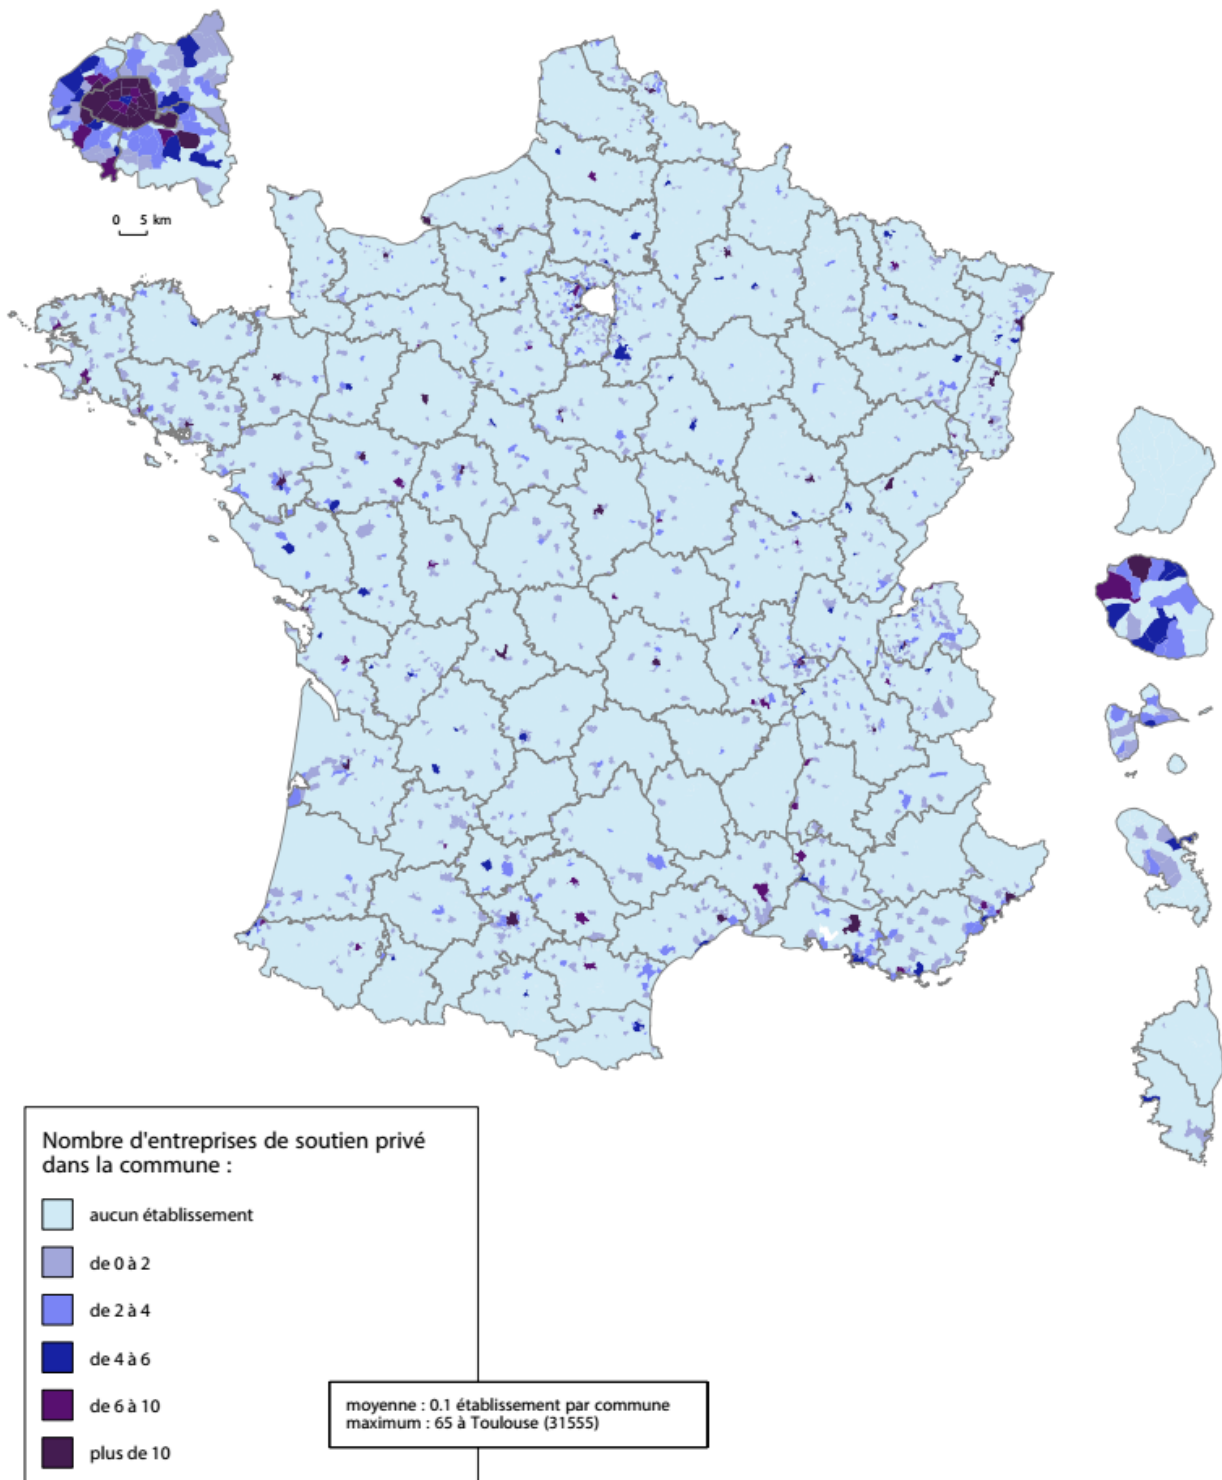 0 5 km
Nombre d'entreprises de soutien privé
dans la commune :
aucun établissement
de 0 à 2
de 2 à 4
de 4 à 6
de 6 à 10
plus de 10
moyenne : 0.1 établissement par commune
maximum : 65 à Toulouse (31555)